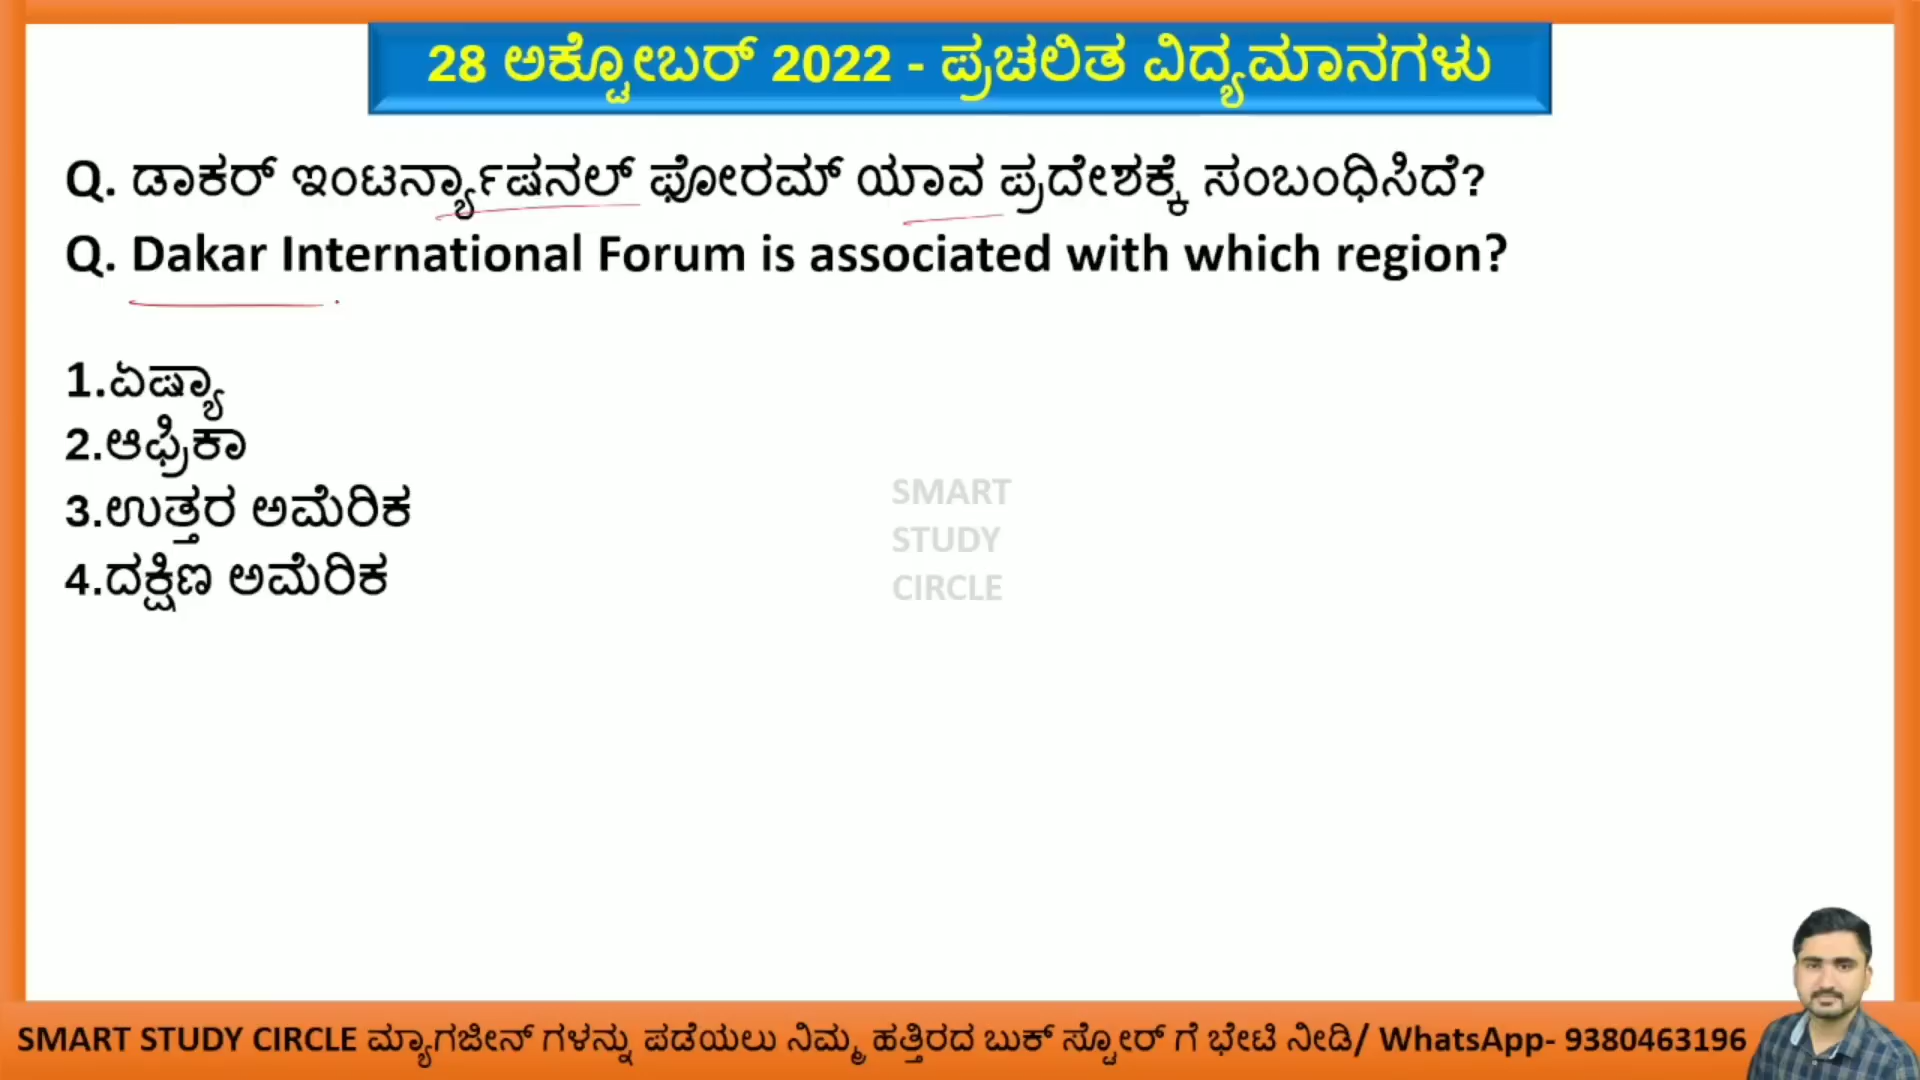 28 ಅಕ್ಟೋಬರ್ 2022 - ಪ್ರಚಲಿತ ವಿದ್ಯಮಾನಗಳು
Q. ಡಾಕರ್ ಇಂಟರ್ನ್ಯಾಷನಲ್ ಫೋರಮ್ ಯಾವ ಪ್ರದೇಶಕ್ಕೆ ಸಂಬಂಧಿಸಿದೆ?
Q. Dakar International Forum is associated with which region?
1.ಏಷ್ಯಾ
2.ಆಫ್ರಿಕಾ
3.ಉತ್ತರ ಅಮೆರಿಕ
4.ದಕ್ಷಿಣ ಅಮೆರಿಕ
SMART
STUDY
CIRCLE
SMART STUDY CIRCLE ಮ್ಯಾಗಜೀನ್ ಗಳನ್ನು ಪಡೆಯಲು ನಿಮ್ಮ ಹತ್ತಿರದ ಬುಕ್ ಸ್ಟೋರ್ ಗೆ ಭೇಟಿ ನೀಡಿ/ WhatsApp- 9380463196